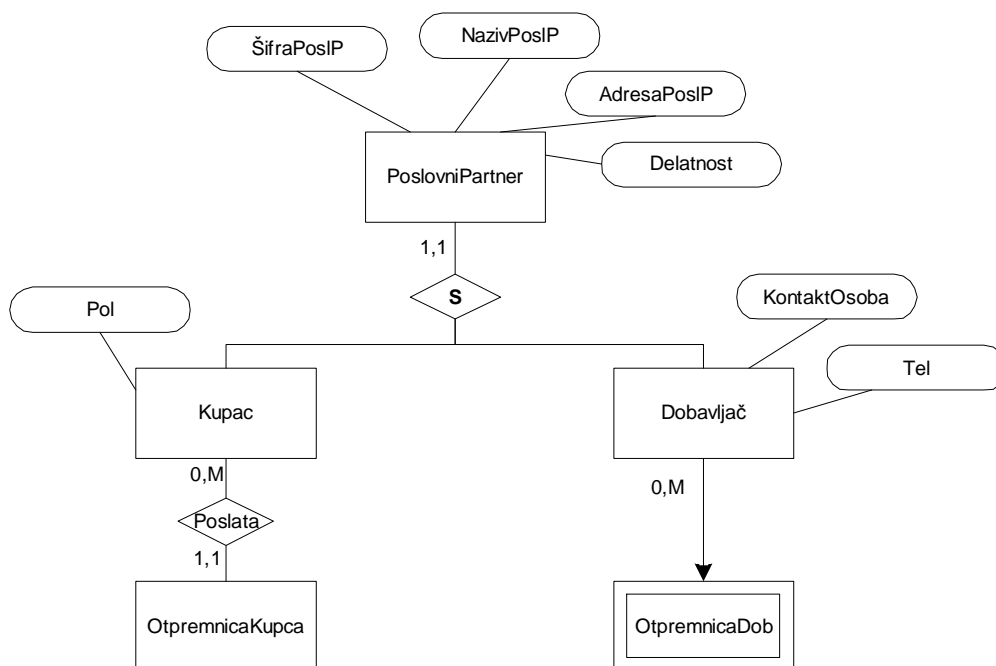 NazivPoslP
ŠifraPoslP
AdresaPoslP
Delatnost
PoslovniPartner
1,1
S
KontaktOsoba
Pol
Tel
Kupac
Dobavljač
0,M
0,M
Poslata
1,1
OtpremnicaKupca
OtpremnicaDob